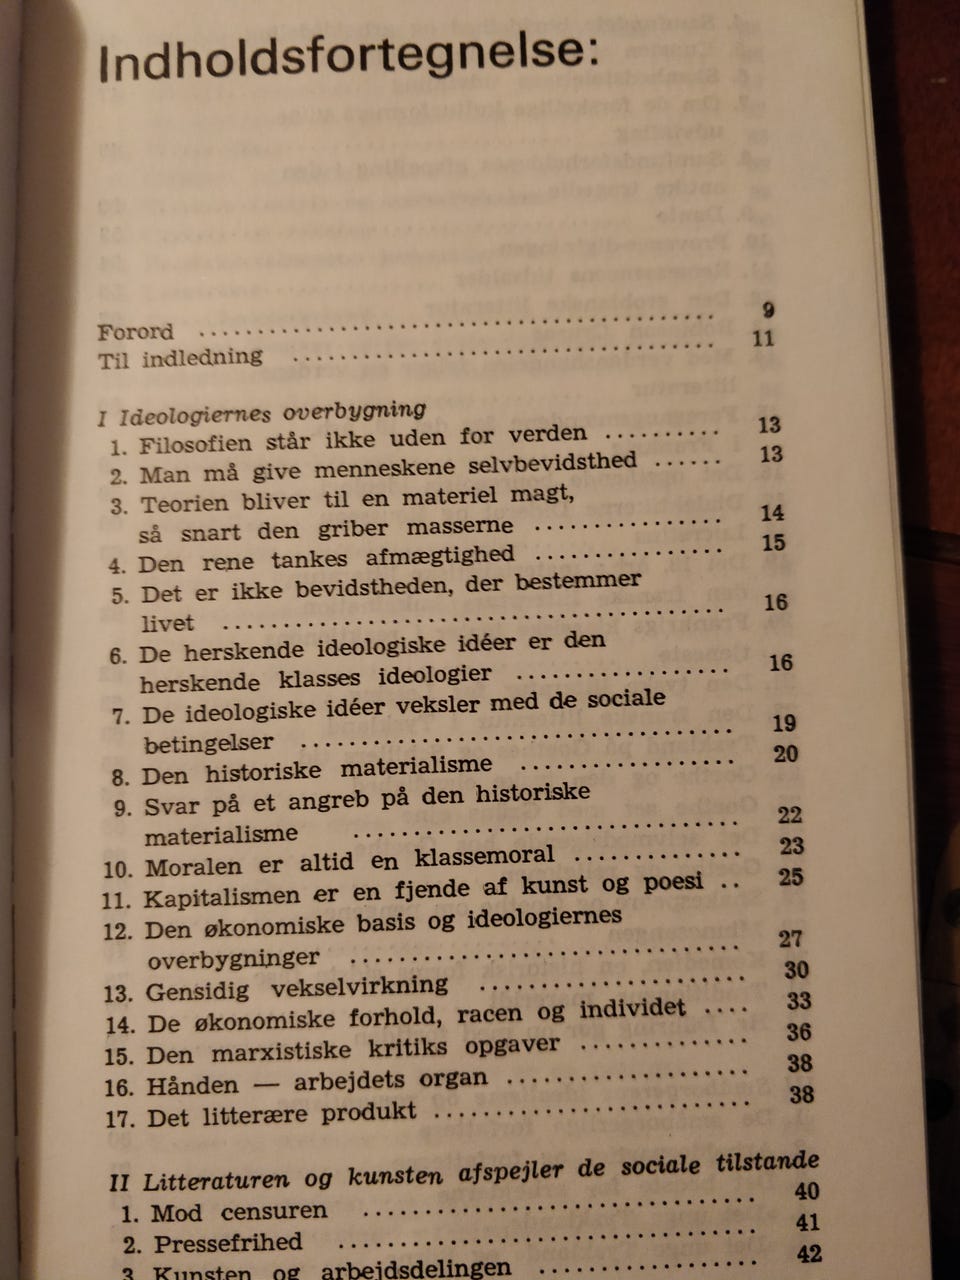 Indholdsfortegnelse:
Forord .......................................... 9
Til indledning ................................... 11
I Ideologiernes overbygning
1. Filosofien står ikke uden for verden .......... 13
2. Man må give menneskene selvbevidsthed ...... 13
3. Teorien bliver til en materiel magt,
så snart den griber masserne ................ 14
4. Den rene tankes afmægtighed ................ 15
5. Det er ikke bevidstheden, der bestemmer
livet .......................................... 16
6. De herskende ideologiske idéer er den
herskende klasses ideologier .................. 16
7. De ideologiske idéer veksler med de sociale
betingelser .................................... 19
8. Den historiske materialisme .................. 20
9. Svar på et angreb på den historiske
materialisme ................................ 22
10. Moralen er altid en klassemoral .............. 23
11. Kapitalismen er en fjende af kunst og poesi .. 25
12. Den økonomiske basis og ideologiernes
overbygninger ................................ 27
13. Gensidig vekselvirkning ...................... 30
14. De økonomiske forhold, racen og individet .... 33
15. Den marxistiske kritiks opgaver .............. 36
16. Hånden — arbejdets organ .................... 38
17. Det litterære produkt .......................... 38
II Litteraturen og kunsten afspejler de sociale tilstande
1. Mod censuren ................................ 40
2. Pressefrihed .................................. 41
3. Kunsten og arbejdsdelingen .................. 42